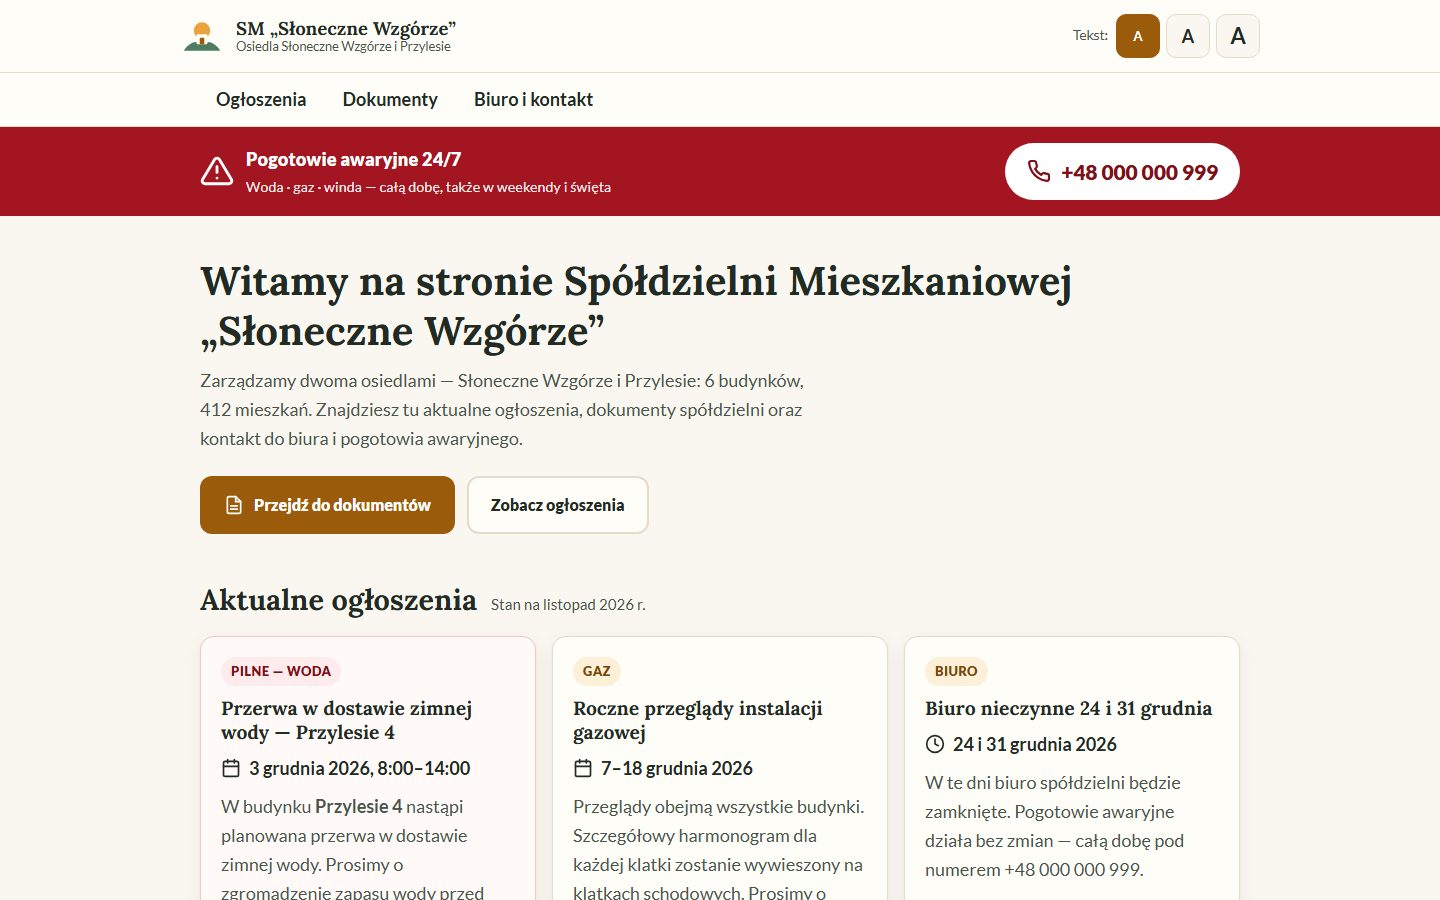 SM „Słoneczne Wzgórze”
Osiedla Słoneczne Wzgórze i Przylesie
Tekst: A A A
Ogłoszenia Dokumenty Biuro i kontakt
Pogotowie awaryjne 24/7
Woda · gaz · winda — całą dobę, także w weekendy i święta
+48 000 000 999
Witamy na stronie Spółdzielni Mieszkaniowej
„Słoneczne Wzgórze”
Zarządzamy dwoma osiedlami — Słoneczne Wzgórze i Przylesie: 6 budynków,
412 mieszkań. Znajdziesz tu aktualne ogłoszenia, dokumenty spółdzielni oraz
kontakt do biura i pogotowia awaryjnego.
Przejdź do dokumentów
Zobacz ogłoszenia
Aktualne ogłoszenia Stan na listopad 2026 r.
PILNE — WODA
Przerwa w dostawie zimnej
wody — Przylesie 4
3 grudnia 2026, 8:00–14:00
W budynku Przylesie 4 nastąpi
planowana przerwa w dostawie
zimnej wody. Prosimy o
zgromadzenie zapasu wody przed
GAZ
Roczne przeglądy instalacji
gazowej
7–18 grudnia 2026
Przeglądy obejmą wszystkie budynki.
Szczegółowy harmonogram dla
każdej klatki zostanie wywieszony na
klatkach schodowych. Prosimy o
BIURO
Biuro nieczynne 24 i 31 grudnia
24 i 31 grudnia 2026
W te dni biuro spółdzielni będzie
zamknięte. Pogotowie awaryjne
działa bez zmian — całą dobę pod
numerem +48 000 000 999.